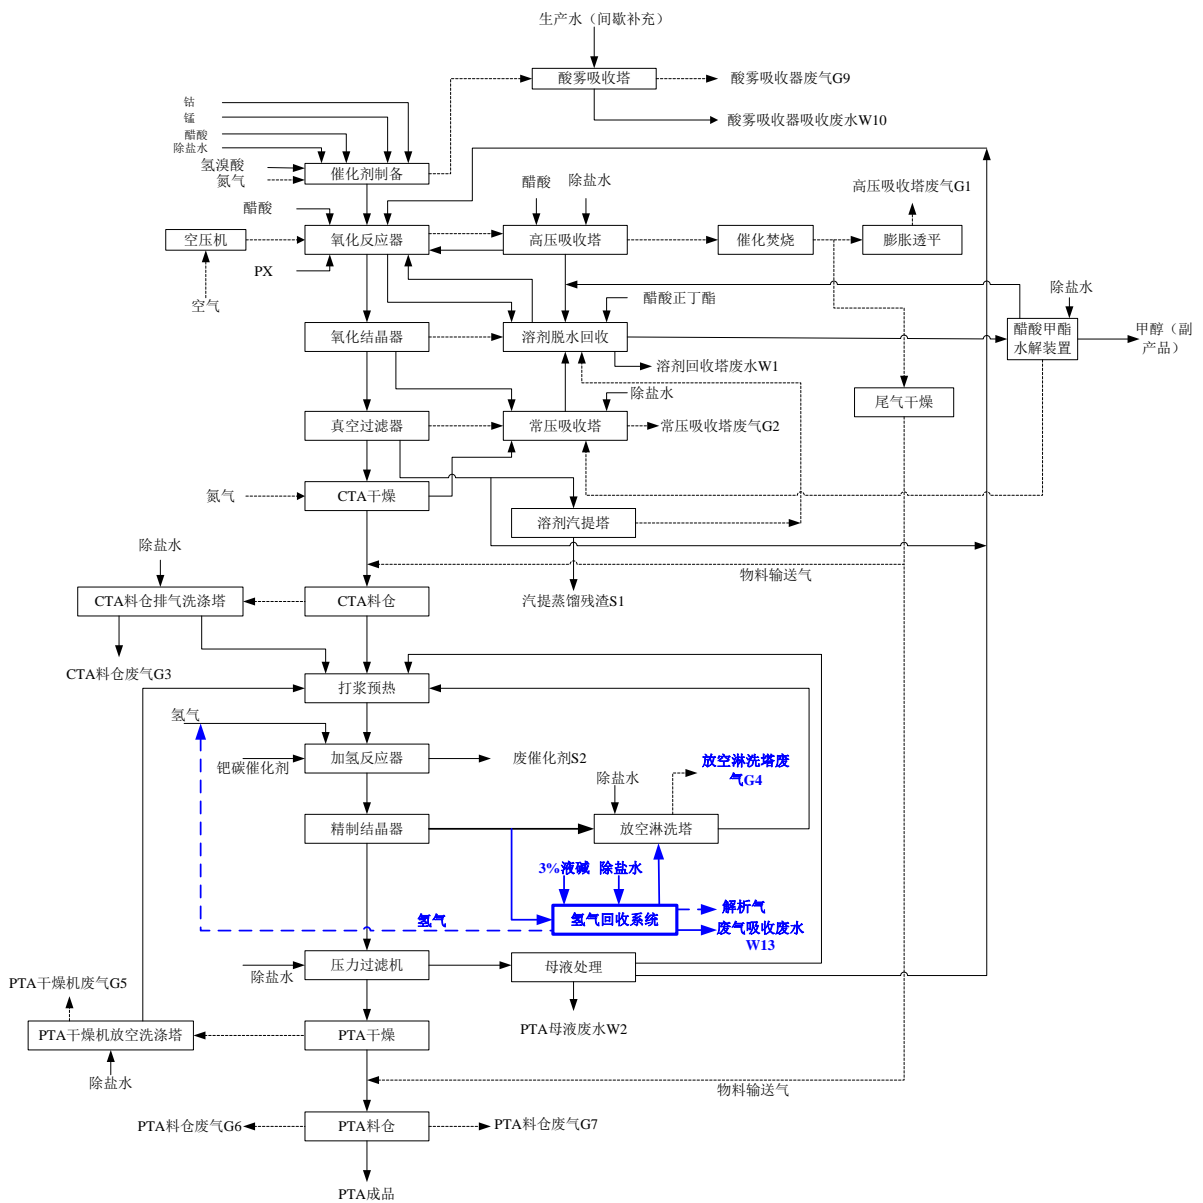 生产水（间歇补充）
酸雾吸收塔
酸雾吸收器废气G9
钴
锰
酸雾吸收器吸收废水W10
醋酸
除盐水
氢溴酸
氮气
催化剂制备
醋酸
除盐水
高压吸收塔废气G1
醋酸
空压机
氧化反应器
高压吸收塔
催化焚烧
膨胀透平
PX
空气
醋酸正丁酯
除盐水
氧化结晶器
溶剂脱水回收
醋酸甲酯
水解装置
甲醇（副
产品）
溶剂回收塔废水W1
除盐水
尾气干燥
真空过滤器
常压吸收塔
常压吸收塔废气G2
氮气
CTA干燥
溶剂汽提塔
除盐水
物料输送气
CTA料仓排气洗涤塔
CTA料仓
汽提蒸馏残渣S1
CTA料仓废气G3
打浆预热
氢气
钯碳催化剂
加氢反应器
废催化剂S2
放空淋洗塔废
气G4
除盐水
精制结晶器
放空淋洗塔
3%液碱
除盐水
氢气
氢气回收系统
解析气
废气吸收废水
W13
除盐水
压力过滤机
母液处理
PTA干燥机废气G5
PTA干燥机放空洗涤塔
PTA干燥
PTA母液废水W2
除盐水
物料输送气
PTA料仓废气G6
PTA料仓
PTA料仓废气G7
PTA成品